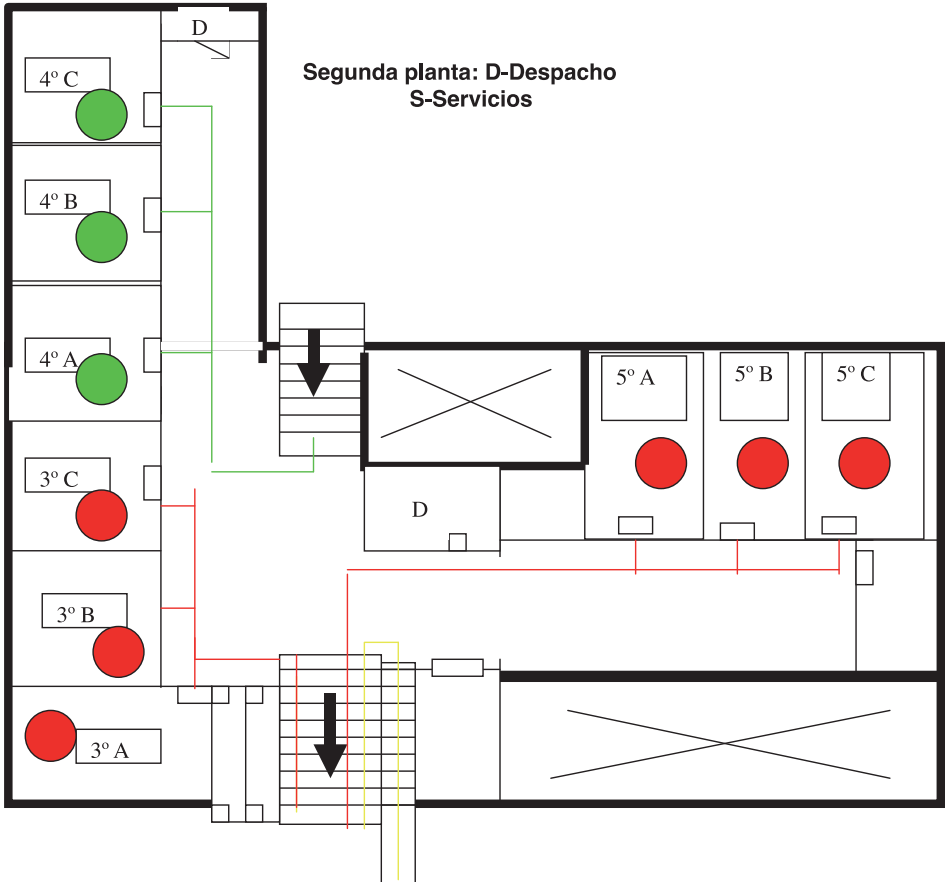 D
Segunda planta: D-Despacho
S-Servicios
4º C
4º B
4º A
5º A
5º B
5º C
3º C
D
3º B
3º A